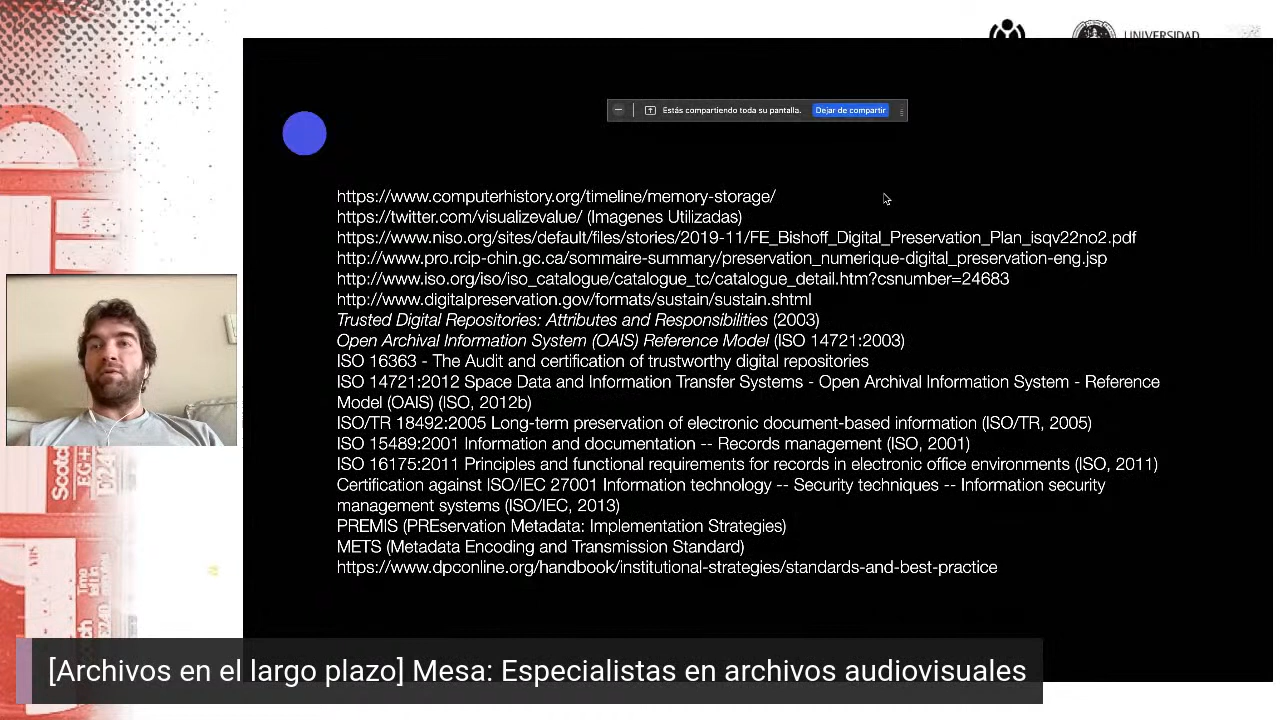 UNIVERSIDAD
Estás compartiendo toda su pantalla. Dejar de compartir
https://www.computerhistory.org/timeline/memory-storage/
https://twitter.com/visualizevalue/ (Imagenes Utilizadas)
https://www.niso.org/sites/default/files/stories/2019-11/FE_Bishoff_Digital_Preservation_Plan_isqv22no2.pdf
http://www.pro.rcip-chin.gc.ca/sommaire-summary/preservation_numerique-digital_preservation-eng.jsp
http://www.iso.org/iso/iso_catalogue/catalogue_tc/catalogue_detail.htm?csnumber=24683
http://www.digitalpreservation.gov/formats/sustain/sustain.shtml
Trusted Digital Repositories: Attributes and Responsibilities (2003)
Open Archival Information System (OAIS) Reference Model (ISO 14721:2003)
ISO 16363 - The Audit and certification of trustworthy digital repositories
ISO 14721:2012 Space Data and Information Transfer Systems - Open Archival Information System - Reference
Model (OAIS) (ISO, 2012b)
ISO/TR 18492:2005 Long-term preservation of electronic document-based information (ISO/TR, 2005)
ISO 15489:2001 Information and documentation -- Records management (ISO, 2001)
ISO 16175:2011 Principles and functional requirements for records in electronic office environments (ISO, 2011)
Certification against ISO/IEC 27001 Information technology -- Security techniques -- Information security
management systems (ISO/IEC, 2013)
PREMIS (PREservation Metadata: Implementation Strategies)
METS (Metadata Encoding and Transmission Standard)
https://www.dpconline.org/handbook/institutional-strategies/standards-and-best-practice
Scotch
EG+
E240
[Archivos en el largo plazo] Mesa: Especialistas en archivos audiovisuales